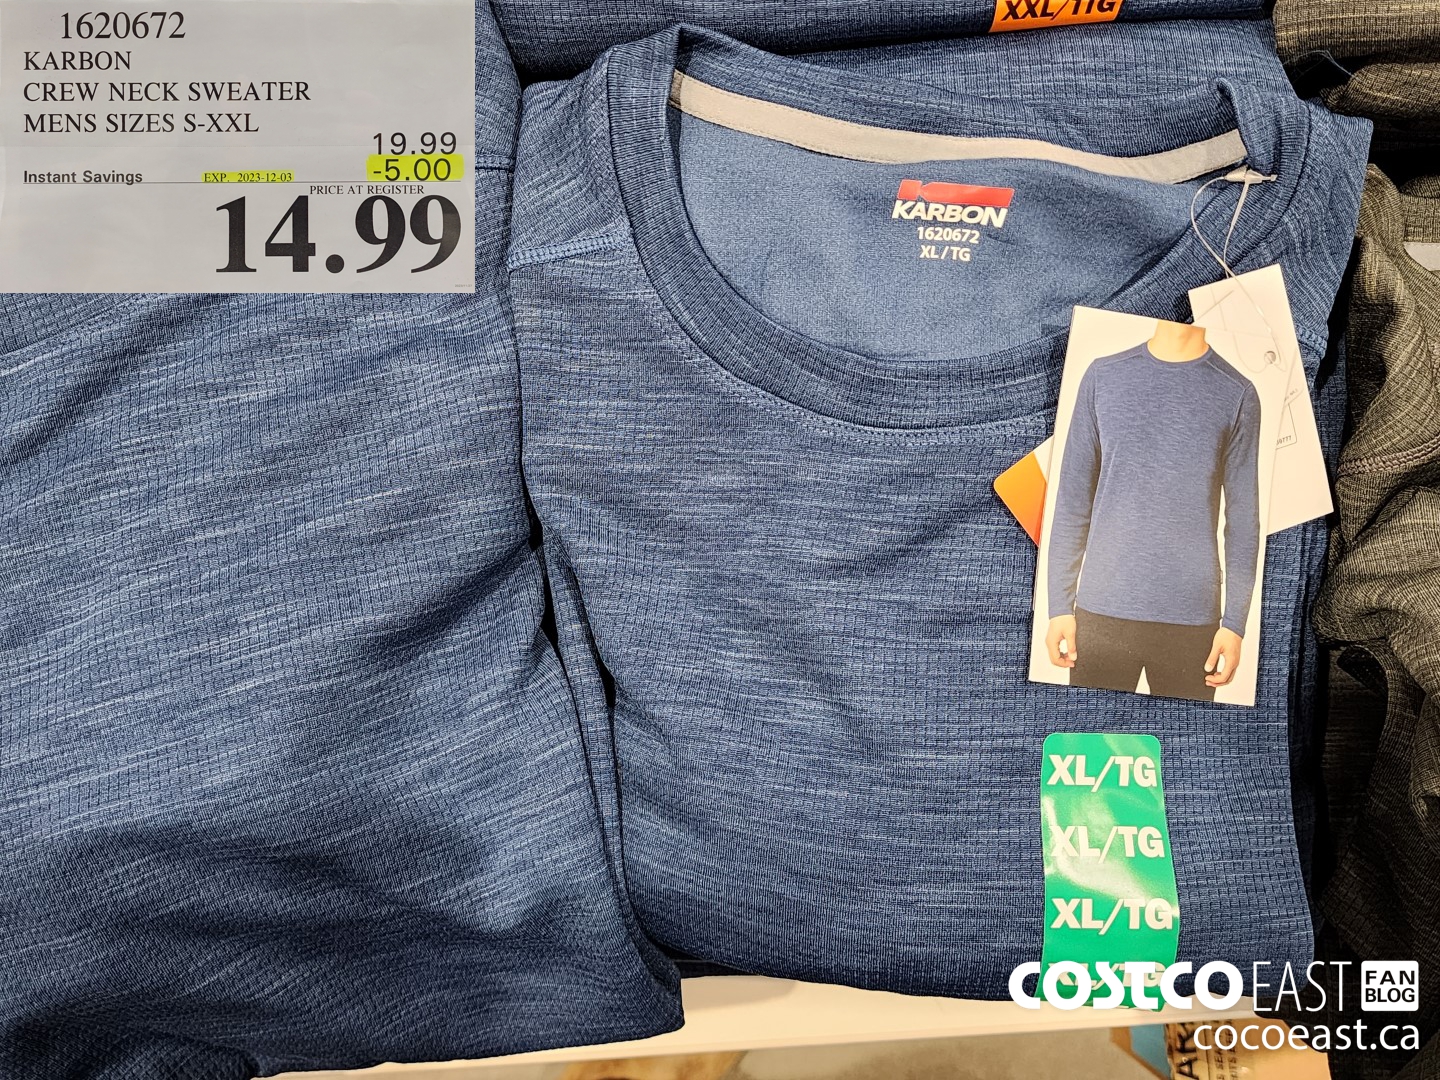 1620672
KARBON
CREW NECK SWEATER
MENS SIZES S-XXL
19.99
Instant Savings EXP. 2023-12-03 -5.00
PRICE AT REGISTER
14.99
XXL/TTG
KARBON
1620672
XL/TG
XL/TG
XL/TG
XL/TG
XL/TG
COSTCO EAST FAN BLOG
cocoeast.ca